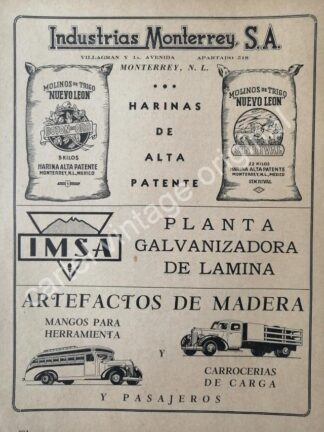 Industrias Monterrey, S.A.
VILLAGRAN Y 1a. AVENIDA APARTADO 248
MONTERREY, N. L.
MOLINOS DE TRIGO
"NUEVO LEON"
5 KILOS
HARINA ALTA PATENTE
MONTERREY, N.L., MEXICO
HARINAS
DE
ALTA
PATENTE
MOLINOS DE TRIGO
"NUEVO LEON"
22 KILOS
HARINA ALTA PATENTE
MONTERREY, N.L. MEXICO
IMSA
PLANTA
GALVANIZADORA
DE LAMINA
ARTEFACTOS DE MADERA
MANGOS PARA
HERRAMIENTA
Y
CARROCERIAS
DE CARGA
Y PASAJEROS